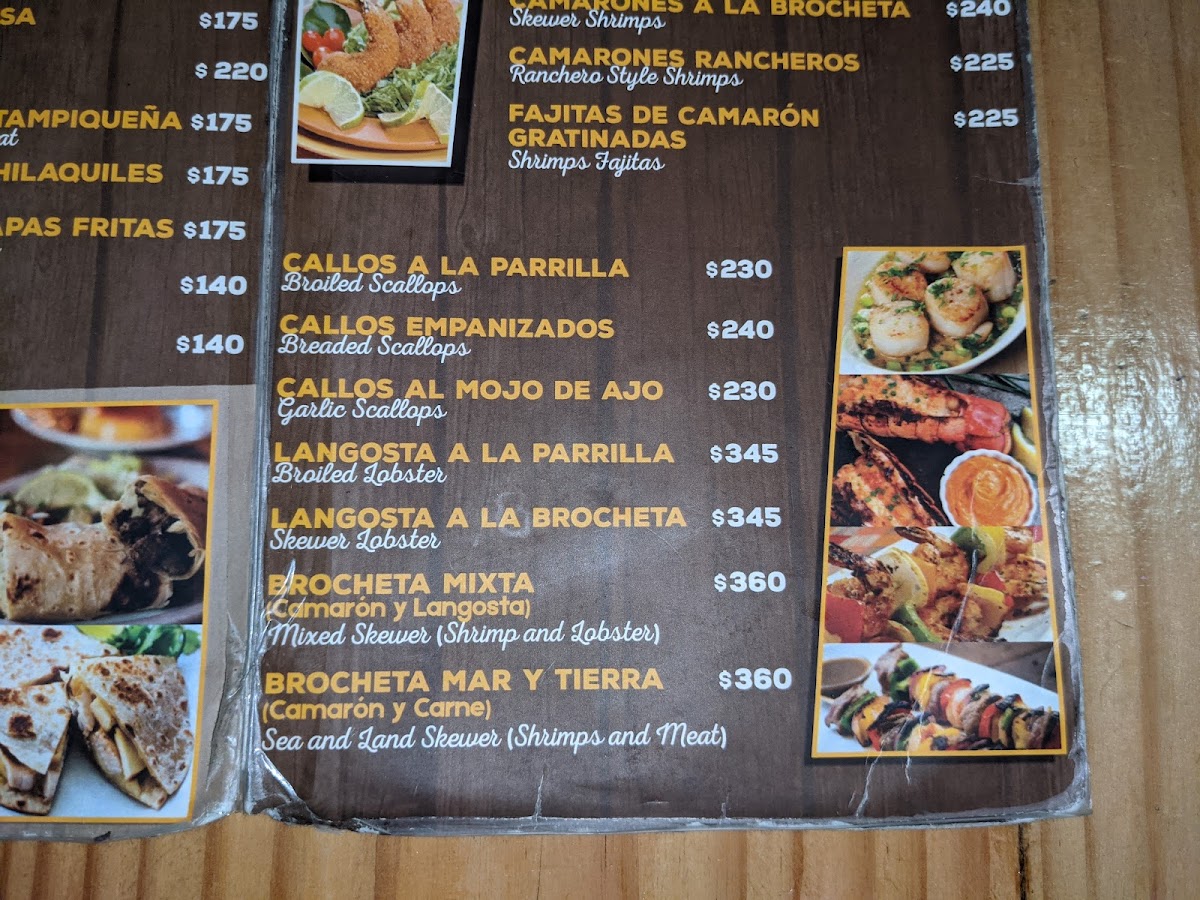 SA $175
$220
TAMPIQUEÑA $175
HILAQUILES $175
APAS FRITAS $175
$140
$140
CAMARONES A LA BROCHETA $240
Skewer Shrimps
CAMARONES RANCHEROS $225
Ranchero Style Shrimps
FAJITAS DE CAMARÓN $225
GRATINADAS
Shrimps Fajitas
CALLOS A LA PARRILLA $230
Broiled Scallops
CALLOS EMPANIZADOS $240
Breaded Scallops
CALLOS AL MOJO DE AJO $230
Garlic Scallops
LANGOSTA A LA PARRILLA $345
Broiled Lobster
LANGOSTA A LA BROCHETA $345
Skewer Lobster
BROCHETA MIXTA $360
(Camarón y Langosta)
Mixed Skewer (Shrimp and Lobster)
BROCHETA MAR Y TIERRA $360
(Camarón y Carne)
Sea and Land Skewer (Shrimps and Meat)